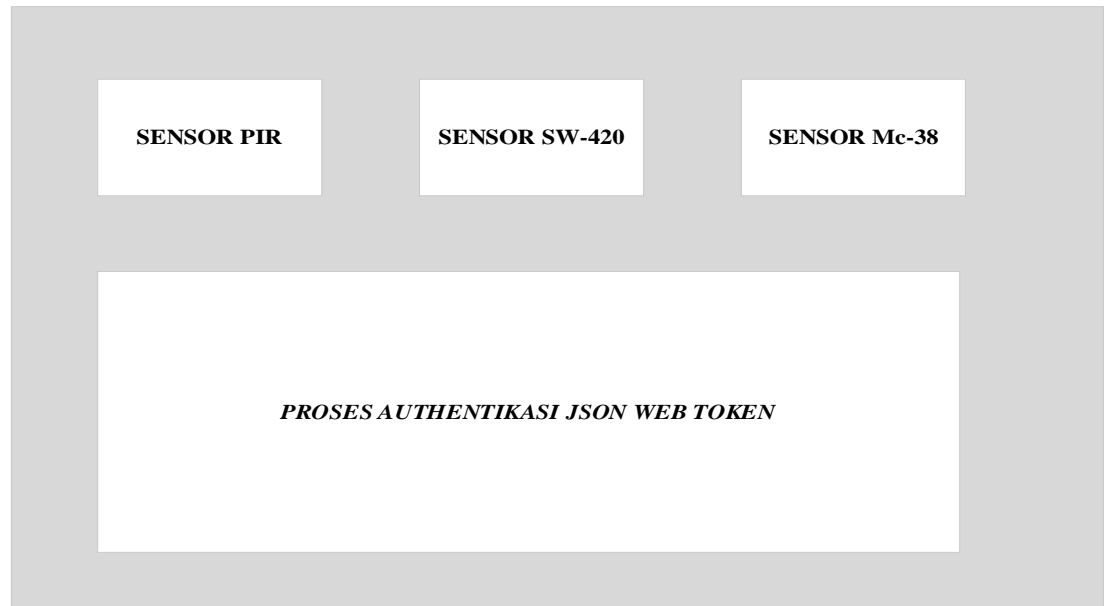 SENSOR PIR
SENSOR SW-420
SENSOR Mc-38
PROSES AUTHENTIKASI JSON WEB TOKEN